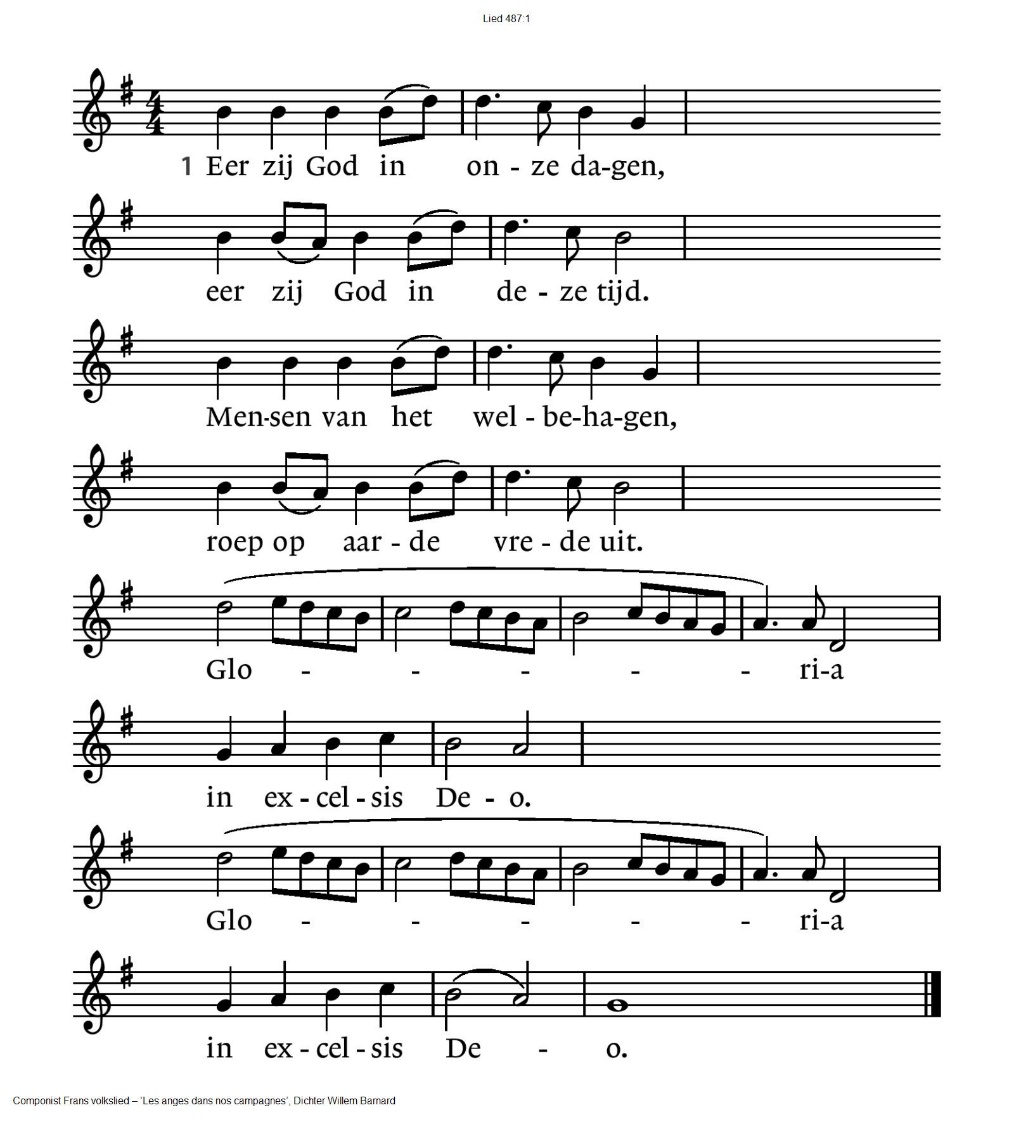 Lied 487:1
1 Eer zij God in on - ze da-gen,
eer zij God in de - ze tijd.
Men-sen van het wel - be-ha-gen,
roep op aar - de vre - de uit.
Glo - - - - - ri-a
in ex - cel - sis De - o.
Glo - - - - - ri-a
in ex - cel - sis De - o.
Componist Frans volkslied – 'Les anges dans nos campagnes', Dichter Willem Barnard